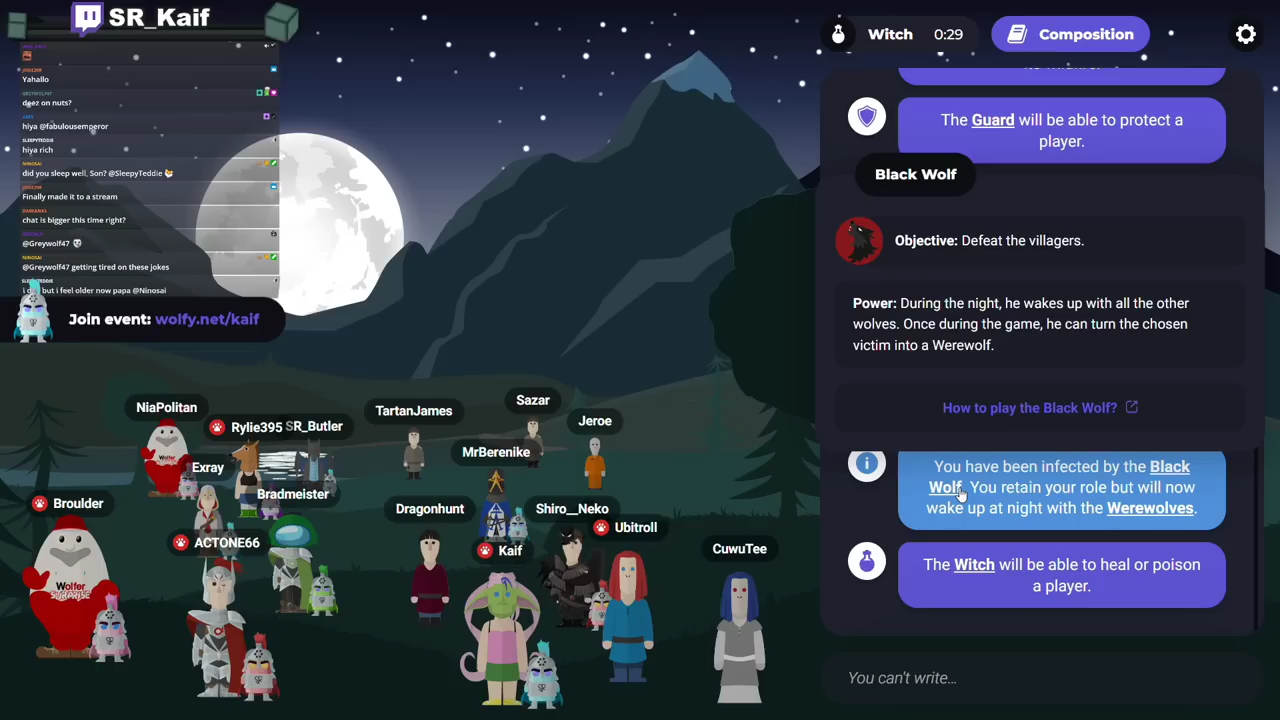 SR_Kaif
Yahallo
deez on nuts?
hiya @fabulousemperor
SLEEPYTEDDIE
hiya rich
NINOSAI
did you sleep well, Son? @SleepyTeddie
Finally made it to a stream
chat is bigger this time right?
@Greywolf47
NINOSAI
@Greywolf47 getting tired on these jokes
but i feel older now papa @Ninosai
Join event: wolfy.net/kaif
Witch 0:29
Composition
The Guard will be able to protect a
player.
Black Wolf
Objective: Defeat the villagers.
Power: During the night, he wakes up with all the other
wolves. Once during the game, he can turn the chosen
victim into a Werewolf.
How to play the Black Wolf?
You have been infected by the Black
Wolf. You retain your role but will now
wake up at night with the Werewolves.
The Witch will be able to heal or poison
a player.
You can't write...
Sazar
NiaPolitan
TartanJames
Jeroe
Rylie395
SR_Butler
MrBerenike
Exray
Bradmeister
Broulder
Dragonhunt
Shiro__Neko
Ubitroll
ACTONE66
Kaif
CuwuTee
Wolfer
SURPRISE
Wolfer